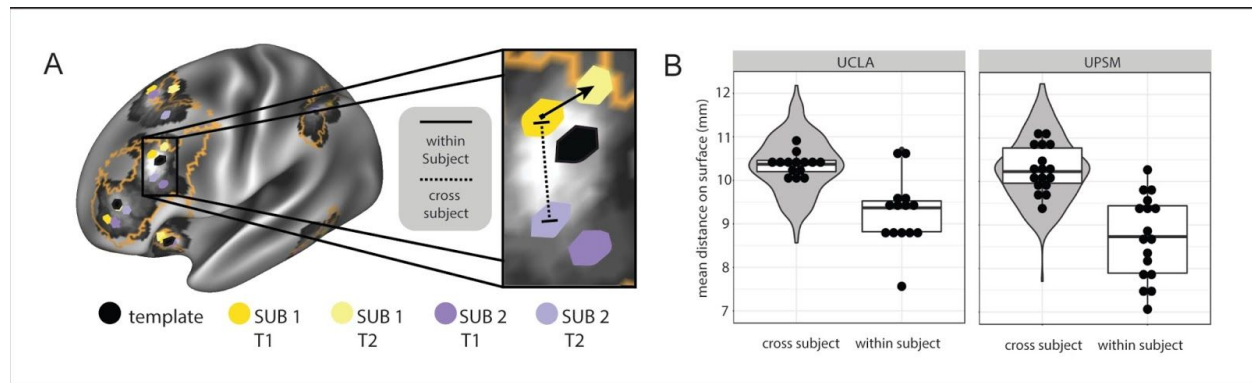 A
within
Subject
cross
subject
template
SUB 1
T1
SUB 1
T2
SUB 2
T1
SUB 2
T2
B
mean distance on surface (mm)
12
11
10
9
8
7
UCLA
cross subject
within subject
UPSM
cross subject
within subject